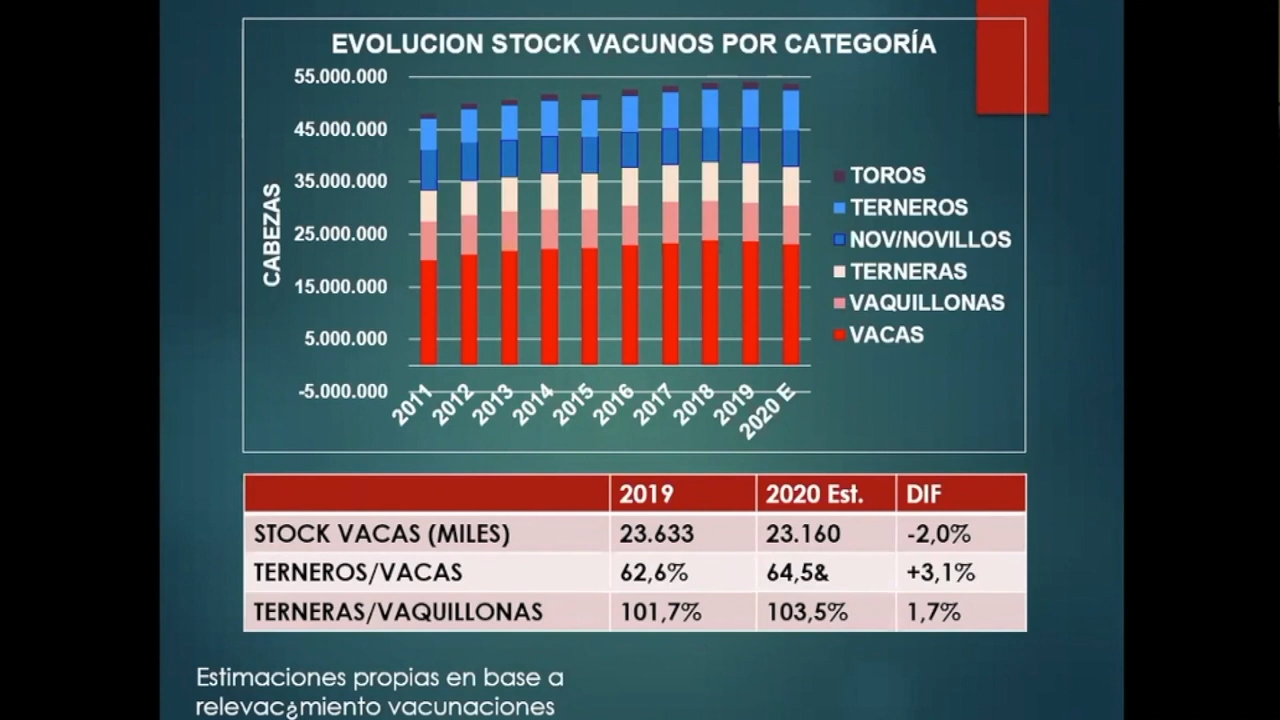 EVOLUCION STOCK VACUNOS POR CATEGORÍA
55.000.000
45.000.000
35.000.000
25.000.000
15.000.000
5.000.000
-5.000.000
CABEZAS
2011 2012 2013 2014 2015 2016 2017 2018 2019 2020 E
TOROS
TERNEROS
NOV/NOVILLOS
TERNERAS
VAQUILLONAS
VACAS
2019 2020 Est. DIF
STOCK VACAS (MILES) 23.633 23.160 -2,0%
TERNEROS/VACAS 62,6% 64,5& +3,1%
TERNERAS/VAQUILLONAS 101,7% 103,5% 1,7%
Estimaciones propias en base a
relevac¿miento vacunaciones